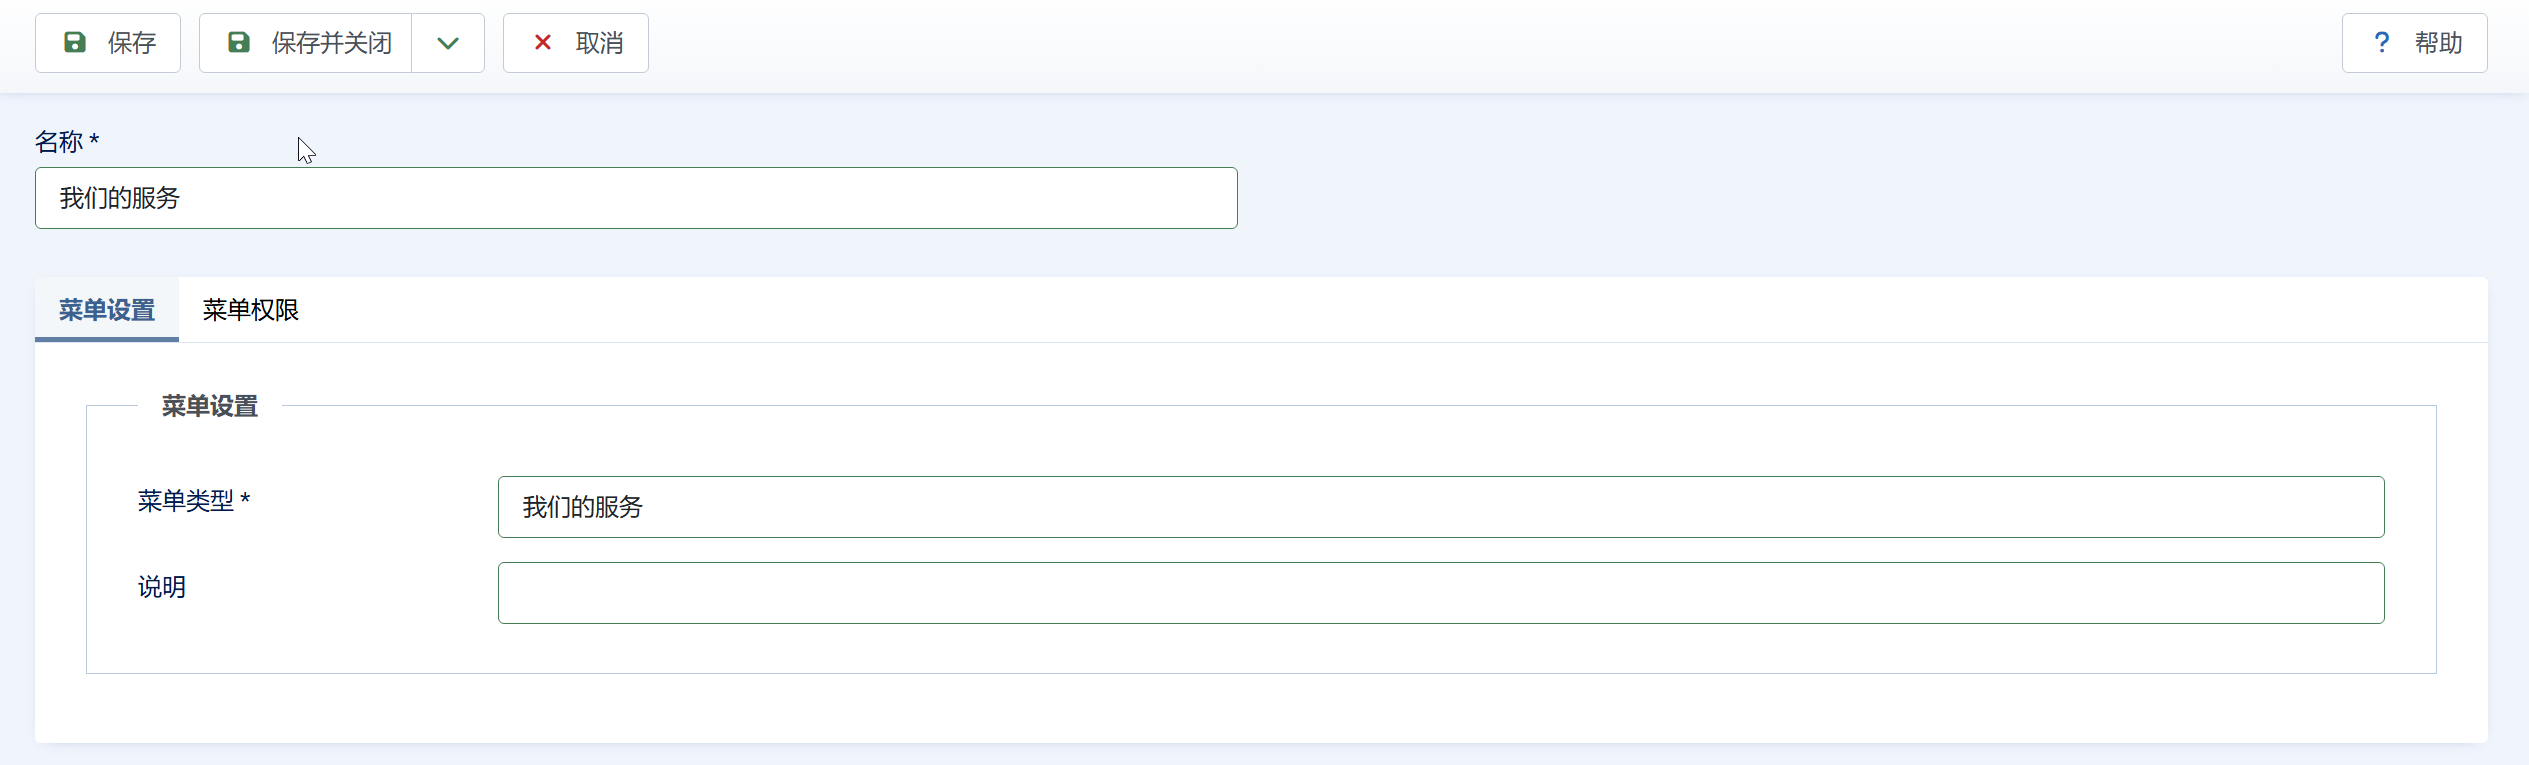 保存 保存并关闭 取消 ? 帮助
名称 *
我们的服务
菜单设置 菜单权限
菜单设置
菜单类型 * 我们的服务
说明